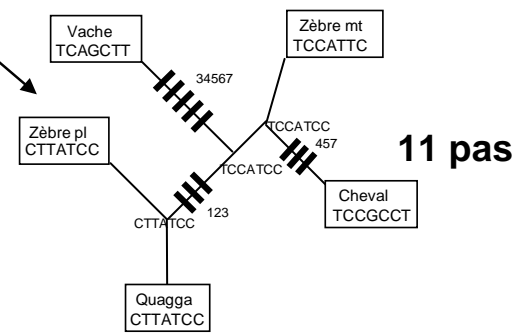 Vache
TCAGCTT
Zèbre mt
TCCATTC
34567
Zèbre pl
CTTATCC
TCCATCC
457
11 pas
TCCATCC
Cheval
TCCGCCT
123
CTTATCC
Quagga
CTTATCC